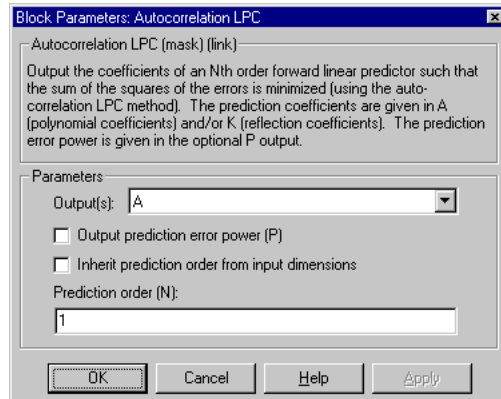 Block Parameters: Autocorrelation LPC
Autocorrelation LPC (mask) (link)
Output the coefficients of an Nth order forward linear predictor such that
the sum of the squares of the errors is minimized (using the auto-
correlation LPC method).  The prediction coefficients are given in A
(polynomial coefficients) and/or K (reflection coefficients).  The prediction
error power is given in the optional P output.
Parameters
Output(s): A
Output prediction error power (P)
Inherit prediction order from input dimensions
Prediction order (N):
1
OK Cancel Help Apply